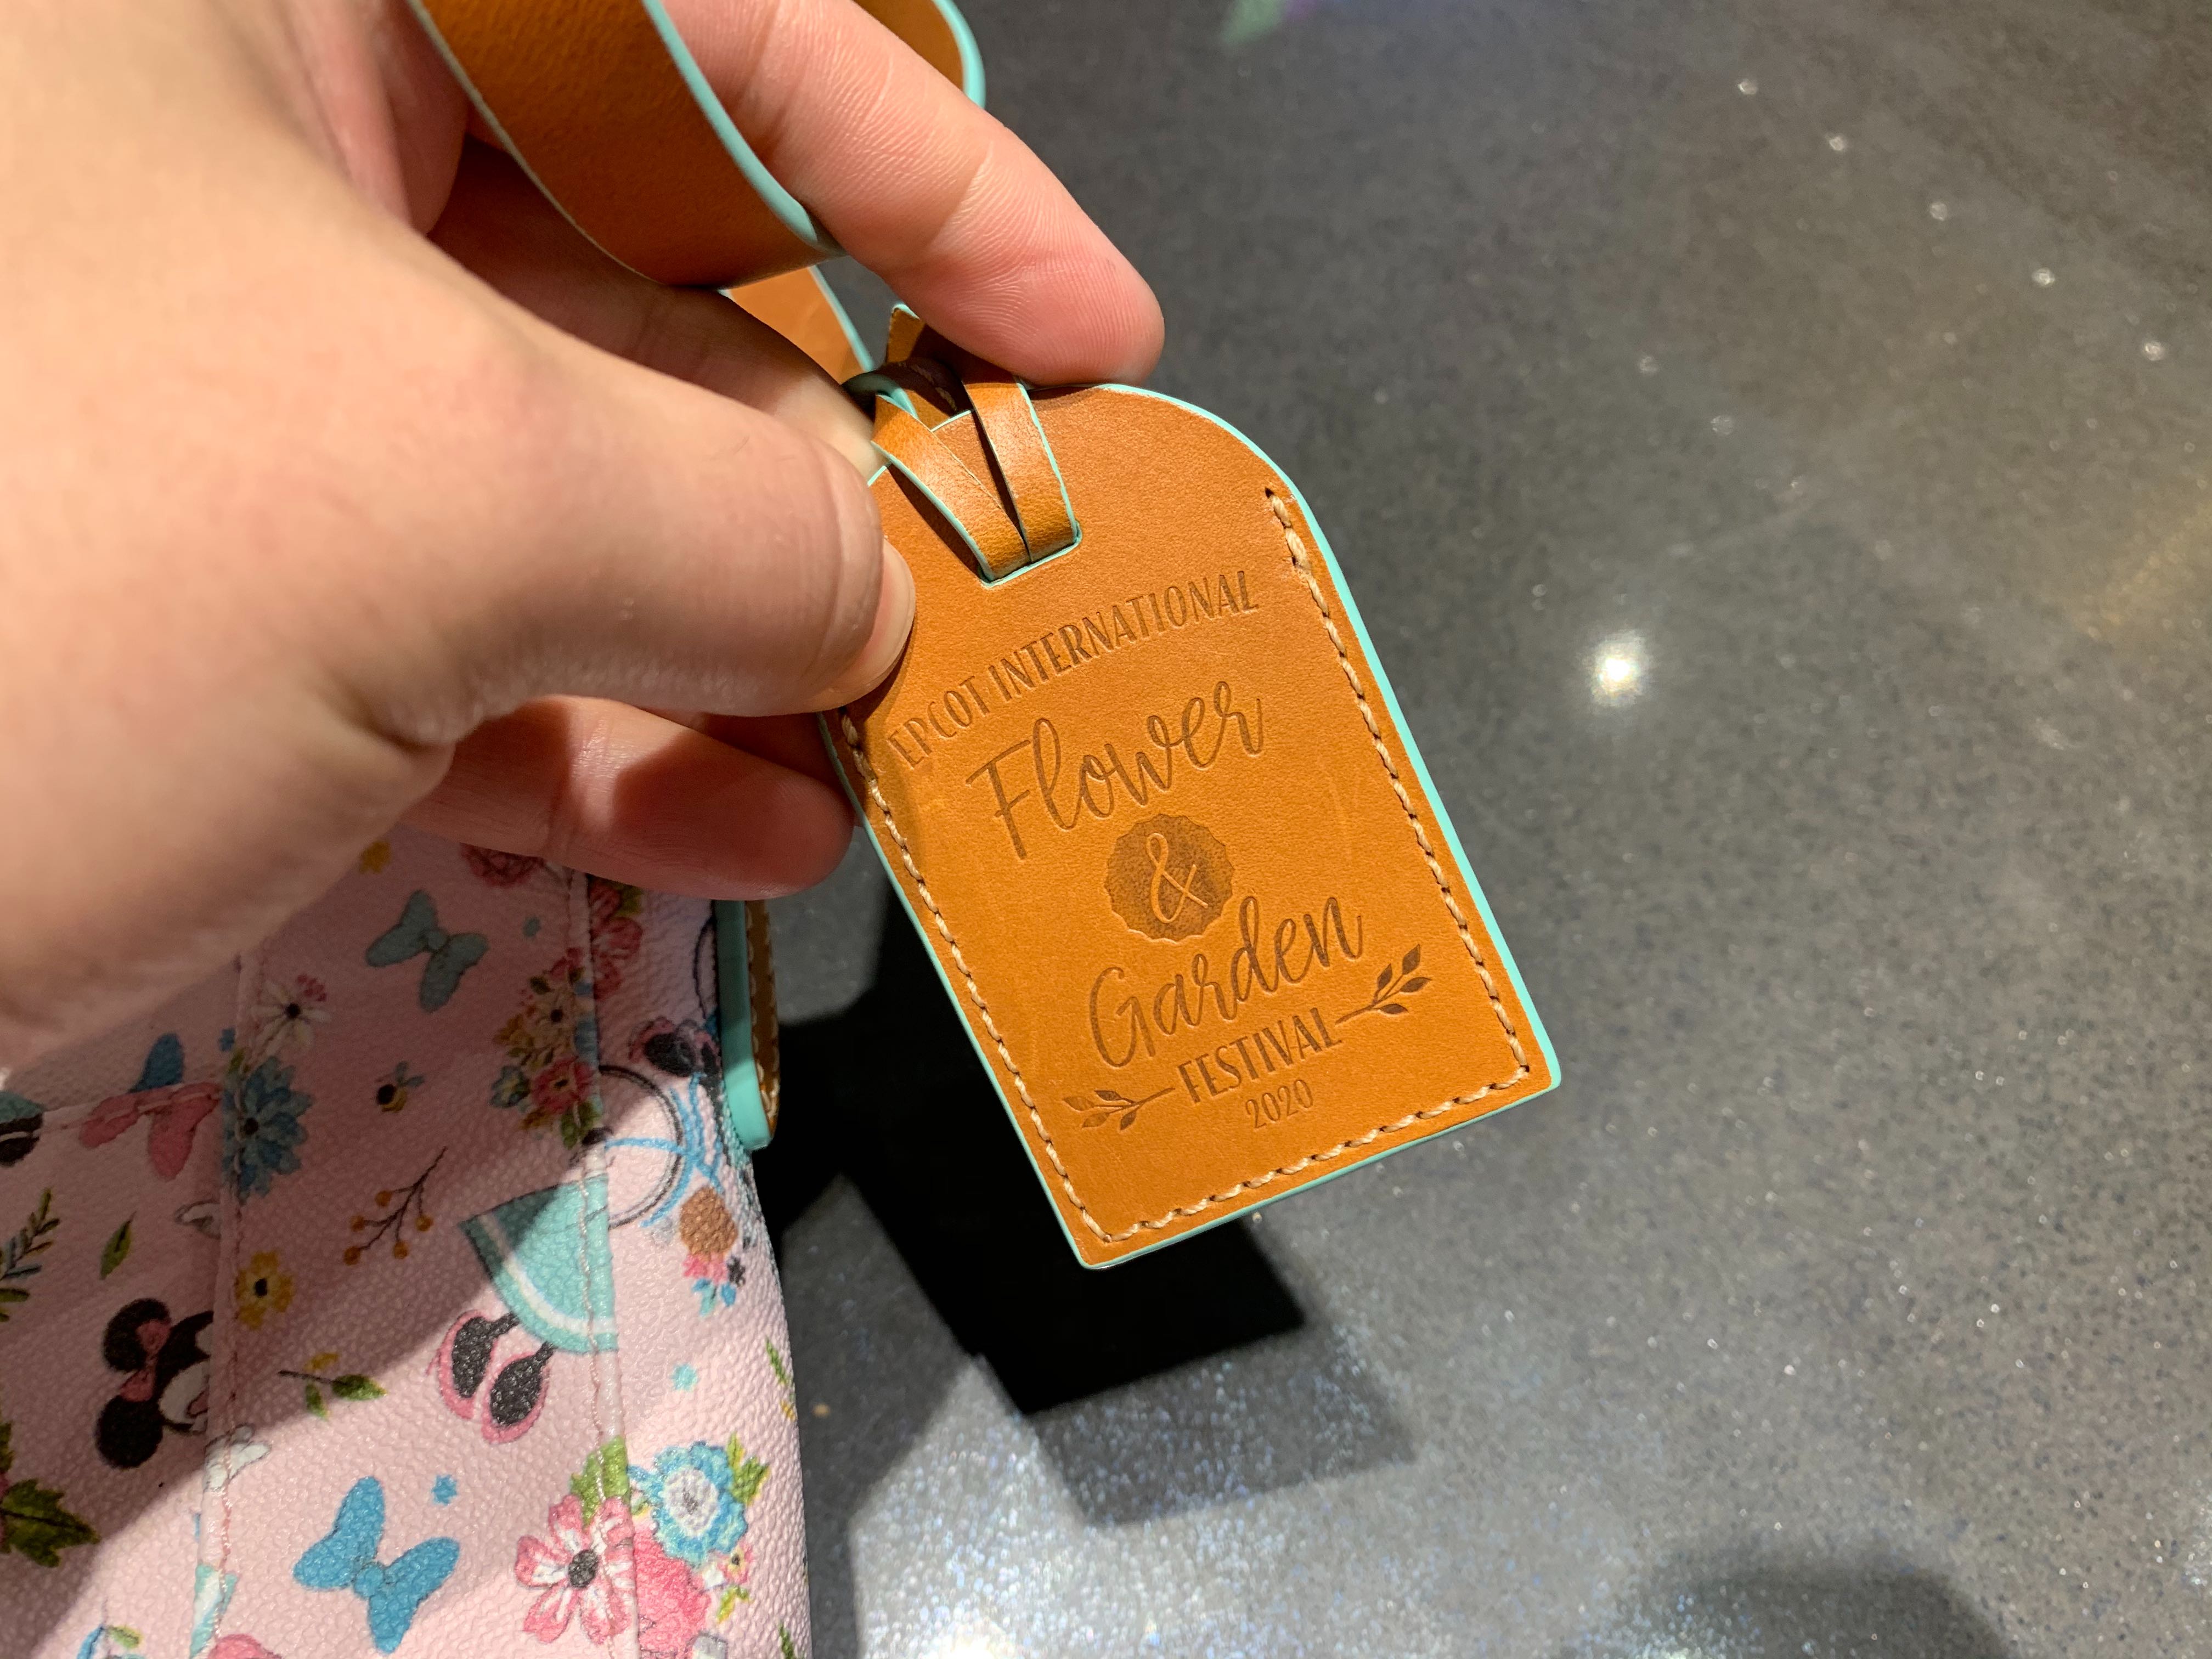 EPCOT INTERNATIONAL
Flower
&
Garden
FESTIVAL
2020